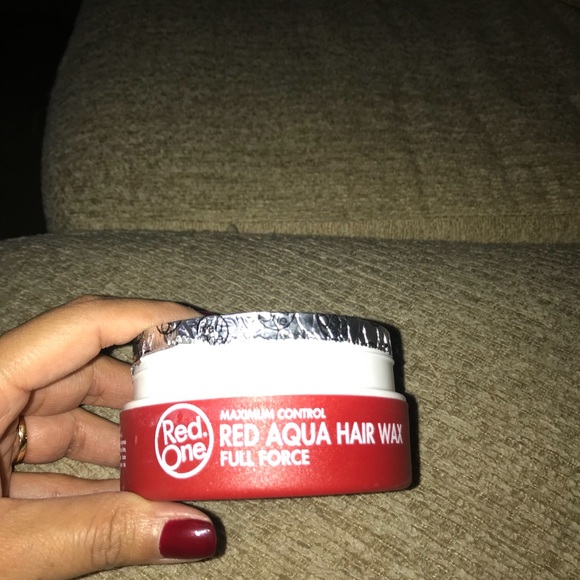 Red
One
MAXIMUM CONTROL
RED AQUA HAIR WAX
FULL FORCE